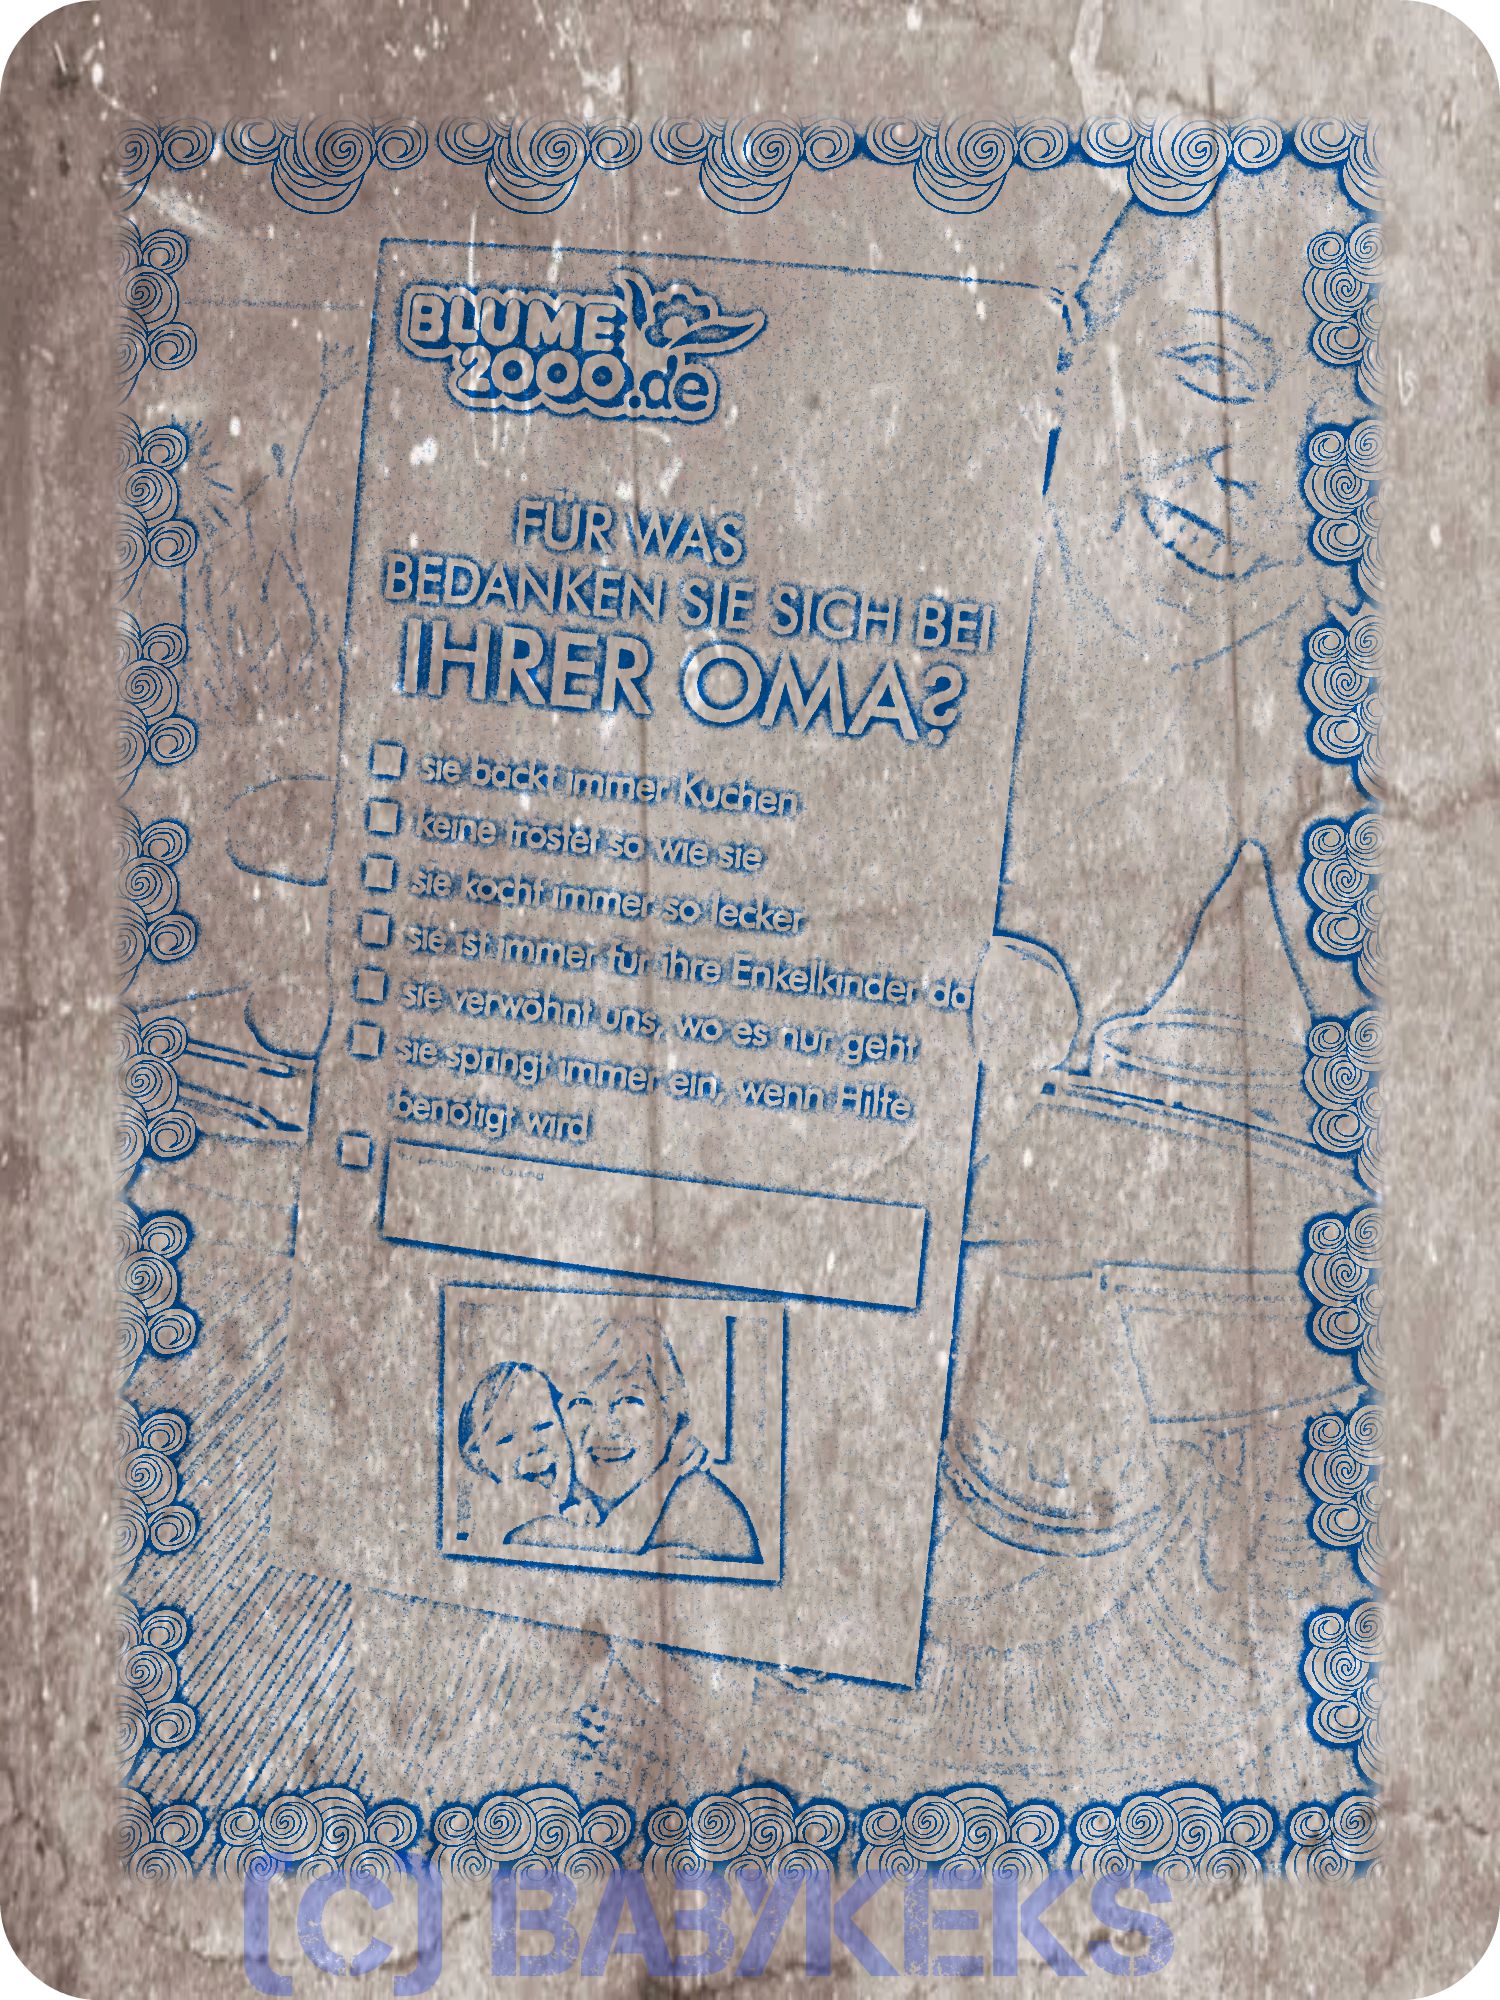 BLUME
2000.de
FÜR WAS
BEDANKEN SIE SICH BEI
IHRER OMA?
sie backt immer Kuchen
keine tröstet so wie sie
sie kocht immer so lecker
sie ist immer für ihre Enkelkinder da
sie verwöhnt uns, wo es nur geht
sie springt immer ein, wenn Hilfe
benötigt wird
(C) BABYKEKS